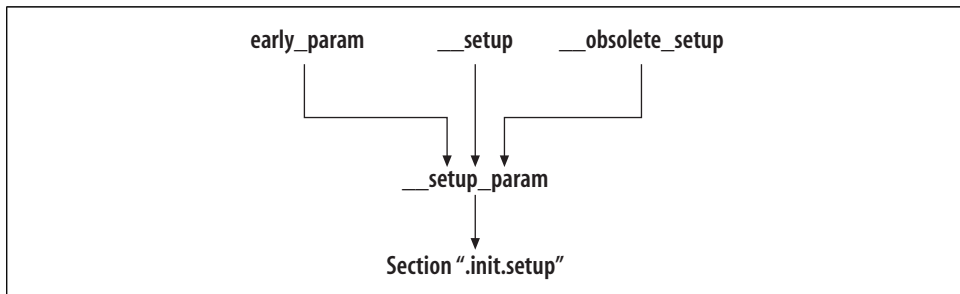 early_param __setup __obsolete_setup
__setup_param
Section “.init.setup”